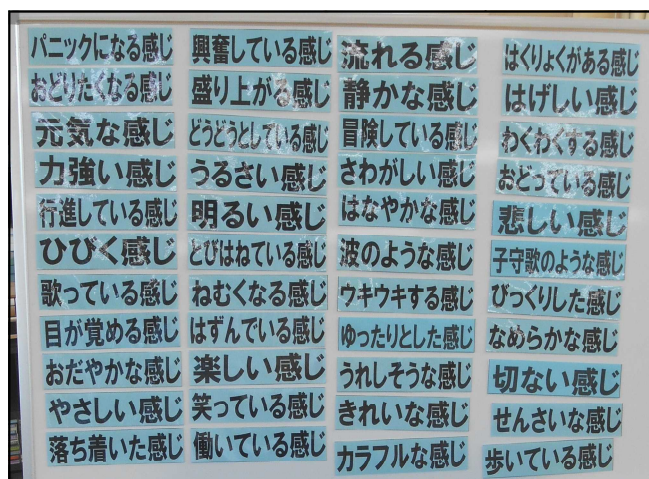 パニックになる感じ
おどりたくなる感じ
元気な感じ
力強い感じ
行進している感じ
ひびく感じ
歌っている感じ
目が覚める感じ
おだやかな感じ
やさしい感じ
落ち着いた感じ
興奮している感じ
盛り上がる感じ
どうどうとしている感じ
うるさい感じ
明るい感じ
とびはねている感じ
ねむくなる感じ
はずんでいる感じ
楽しい感じ
笑っている感じ
働いている感じ
流れる感じ
静かな感じ
冒険している感じ
さわがしい感じ
はなやかな感じ
波のような感じ
ウキウキする感じ
ゆったりとした感じ
うれしそうな感じ
きれいな感じ
カラフルな感じ
はくりょくがある感じ
はげしい感じ
わくわくする感じ
おどっている感じ
悲しい感じ
子守歌のような感じ
びっくりした感じ
なめらかな感じ
切ない感じ
せんさいな感じ
歩いている感じ